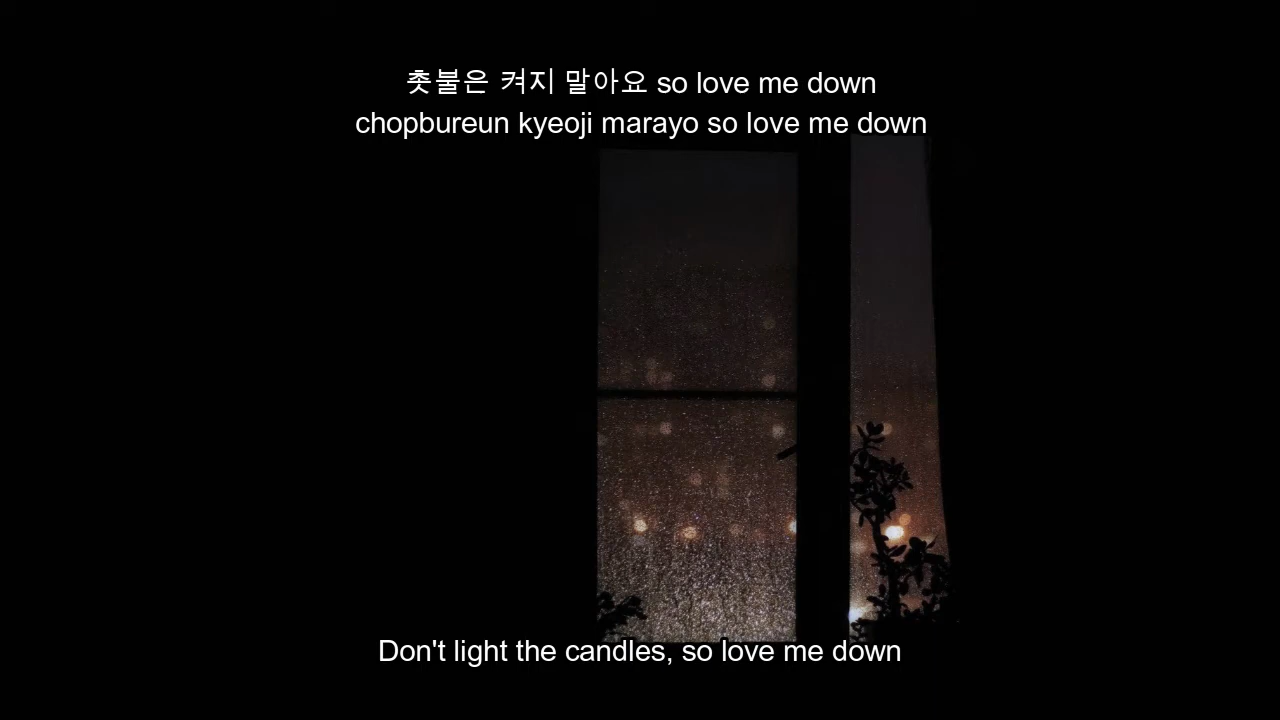 촛불은 켜지 말아요 so love me down
chopbureun kyeoji marayo so love me down
Don't light the candles, so love me down